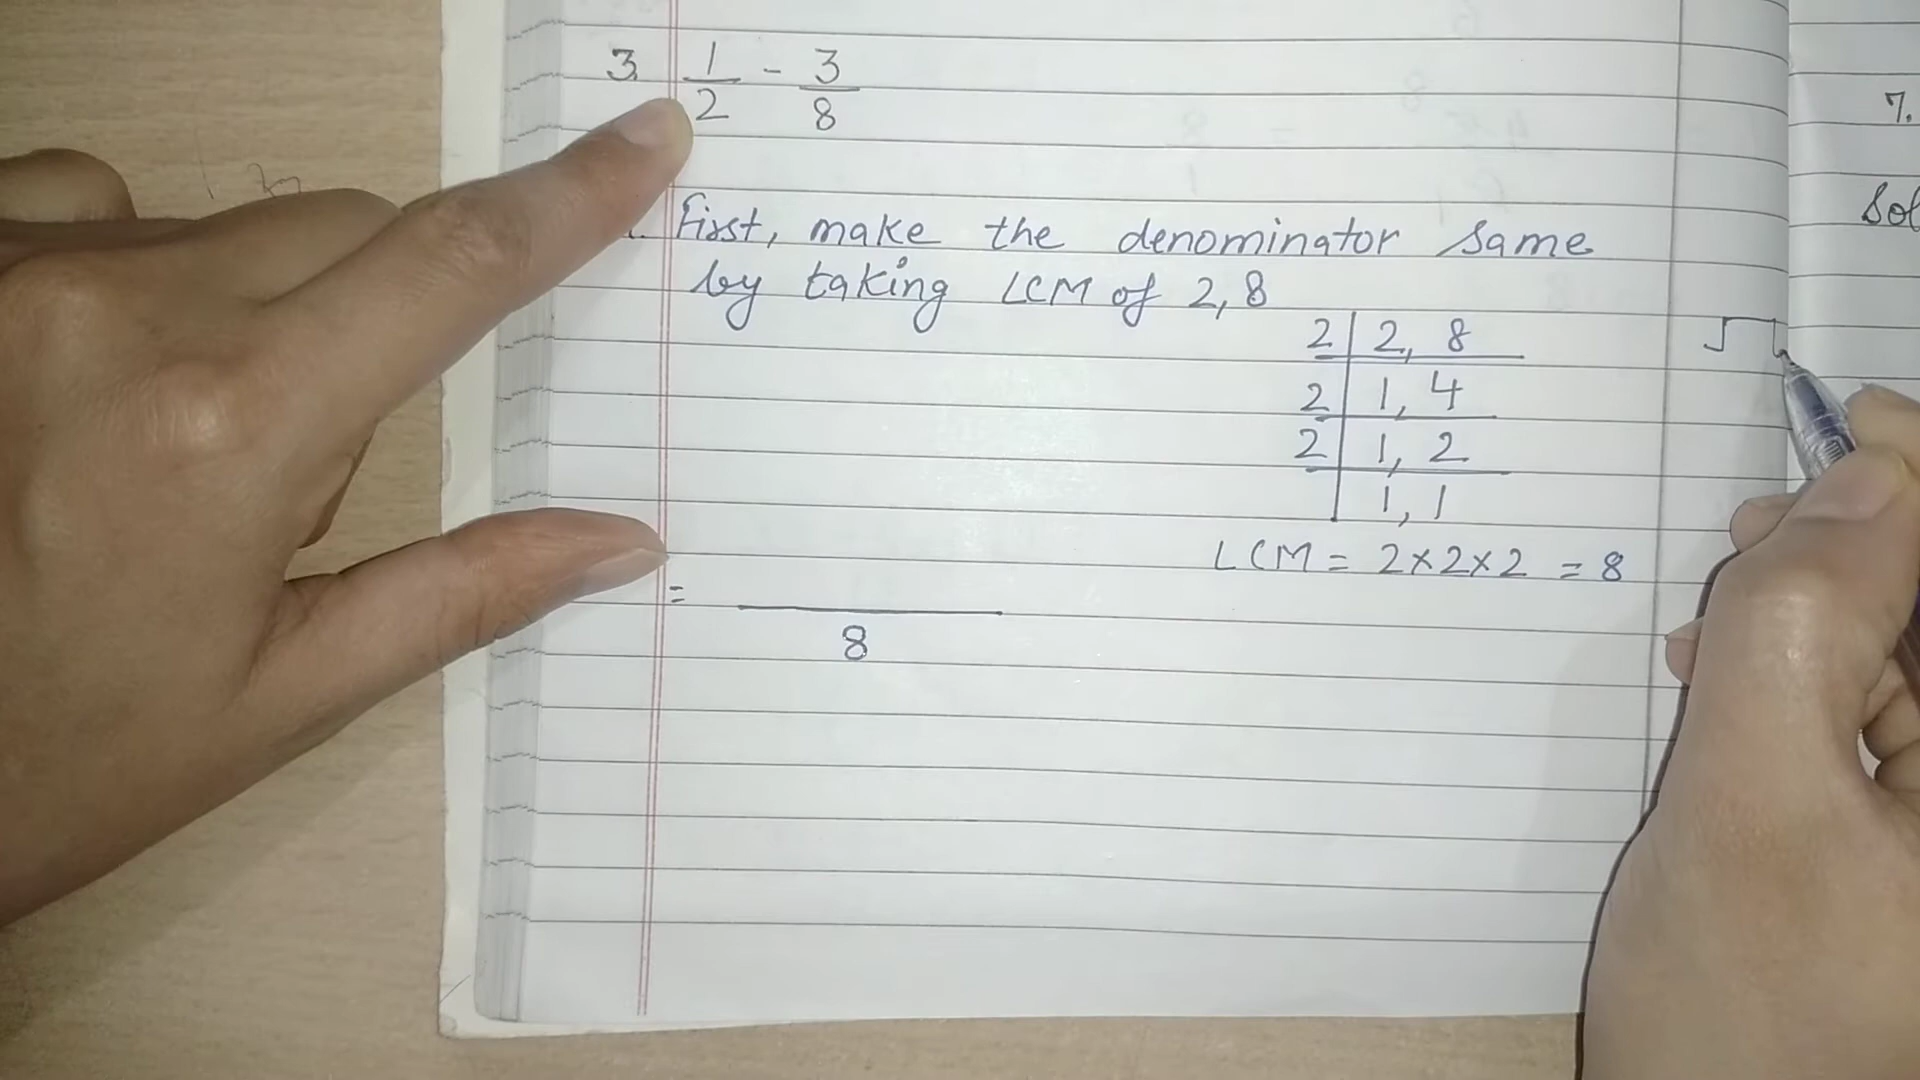 3. 1/2 - 3/8
First, make the denominator same
by taking LCM of 2, 8
2 | 2, 8
2 | 1, 4
2 | 1, 2
1, 1
LCM = 2×2×2 = 8
= /8
7.
Sol